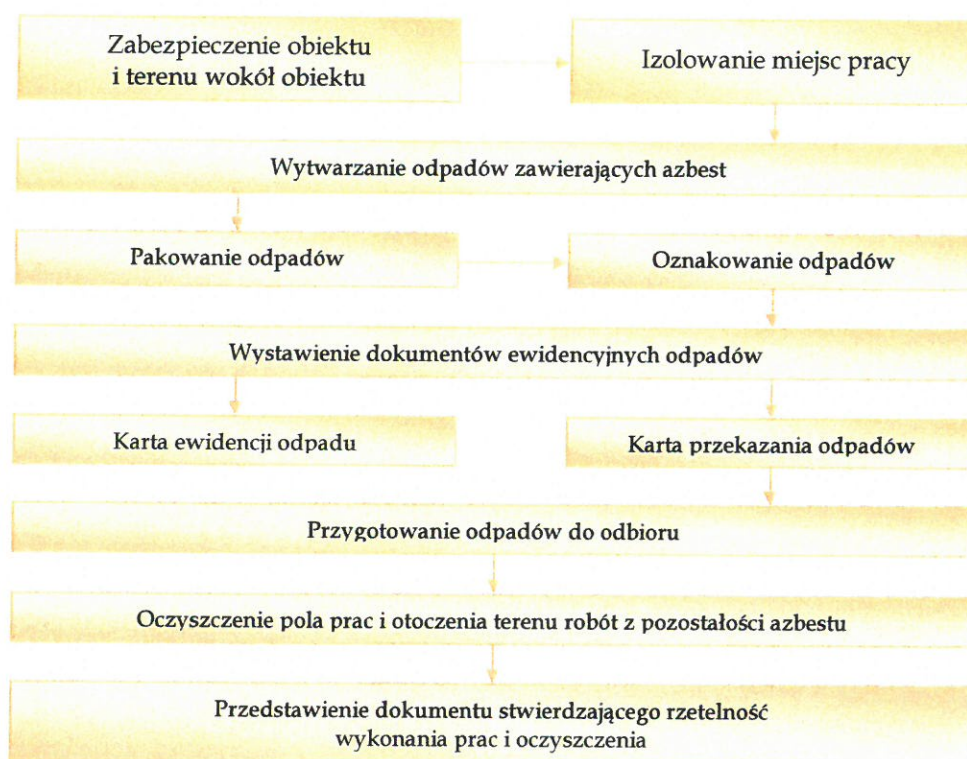 Zabezpieczenie obiektu
i terenu wokół obiektu
Izolowanie miejsc pracy
Wytwarzanie odpadów zawierających azbest
Pakowanie odpadów
Oznakowanie odpadów
Wystawienie dokumentów ewidencyjnych odpadów
Karta ewidencji odpadu
Karta przekazania odpadów
Przygotowanie odpadów do odbioru
Oczyszczenie pola prac i otoczenia terenu robót z pozostałości azbestu
Przedstawienie dokumentu stwierdzającego rzetelność
wykonania prac i oczyszczenia